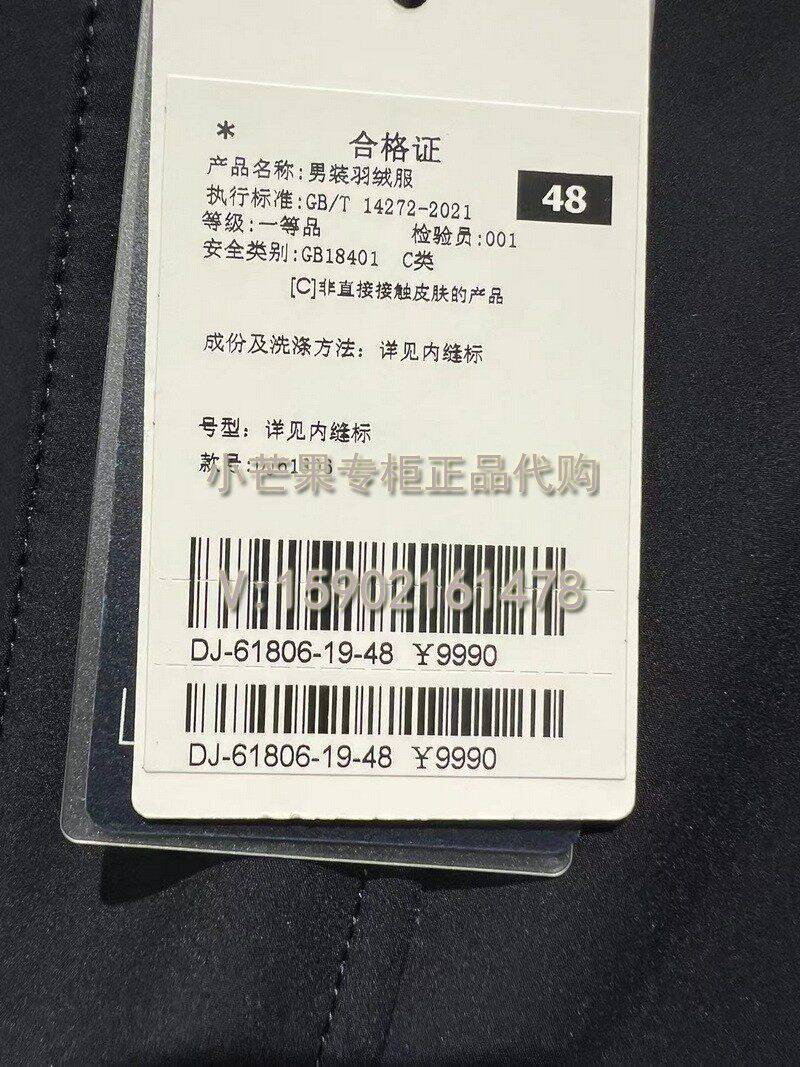 *
合格证
产品名称:男装羽绒服
48
执行标准:GB/T 14272-2021
等级:一等品 检验员:001
安全类别:GB18401 C类
[C]非直接接触皮肤的产品
成份及洗涤方法: 详见内缝标
号型: 详见内缝标
款号:
小芒果专柜正品代购
V:15902161478
DJ-61806-19-48 ¥9990
DJ-61806-19-48 ¥9990